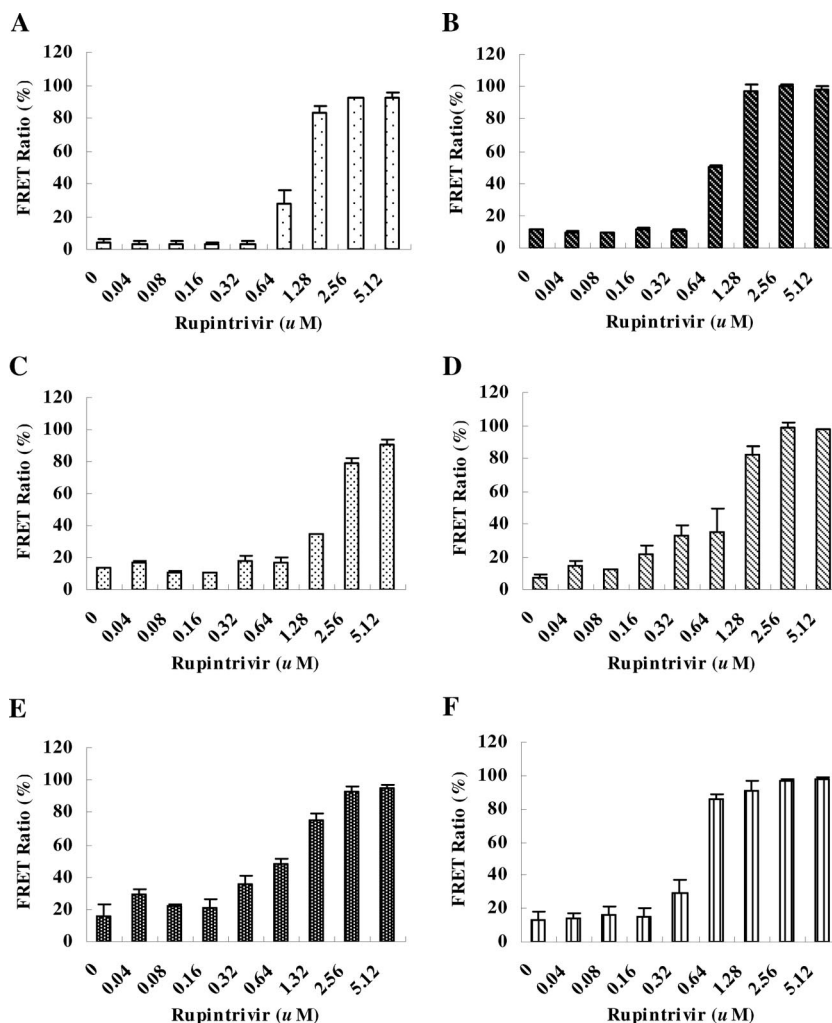 A
FRET Ratio (%)
120
100
80
60
40
20
0
0 0.04 0.08 0.16 0.32 0.64 1.28 2.56 5.12
Rupintrivir (u M)
B
FRET Ratio(%)
120
100
80
60
40
20
0
0 0.04 0.08 0.16 0.32 0.64 1.28 2.56 5.12
Rupintrivir (u M)
C
FRET Ratio (%)
120
100
80
60
40
20
0
0 0.04 0.08 0.16 0.32 0.64 1.28 2.56 5.12
Rupintrivir (u M)
D
FRET Ratio (%)
120
100
80
60
40
20
0
0 0.04 0.08 0.16 0.32 0.64 1.28 2.56 5.12
Rupintrivir (u M)
E
FRET Ratio (%)
120
100
80
60
40
20
0
0 0.04 0.08 0.16 0.32 0.64 1.32 2.56 5.12
Rupintrivir (u M)
F
FRET Ratio (%)
120
100
80
60
40
20
0
0 0.04 0.08 0.16 0.32 0.64 1.28 2.56 5.12
Rupintrivir (u M)